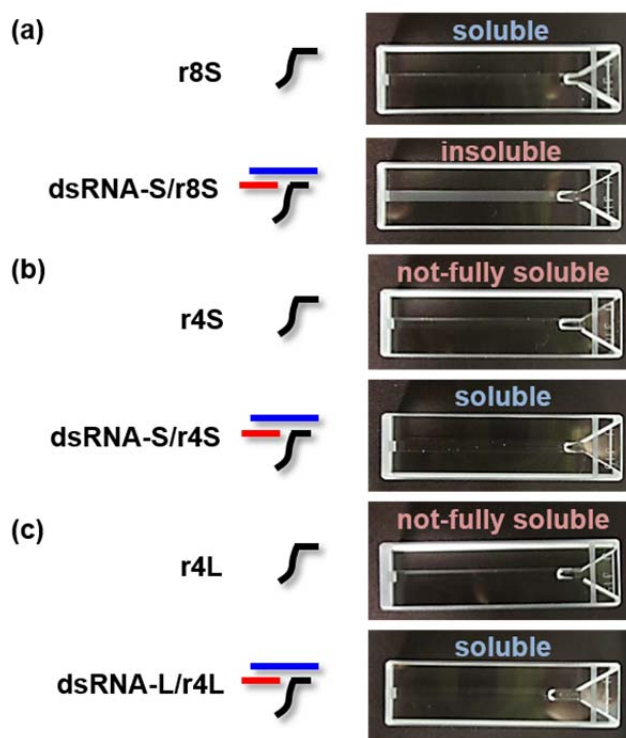 (a)
soluble
r8S
insoluble
dsRNA-S/r8S
(b)
not-fully soluble
r4S
soluble
dsRNA-S/r4S
(c)
not-fully soluble
r4L
soluble
dsRNA-L/r4L